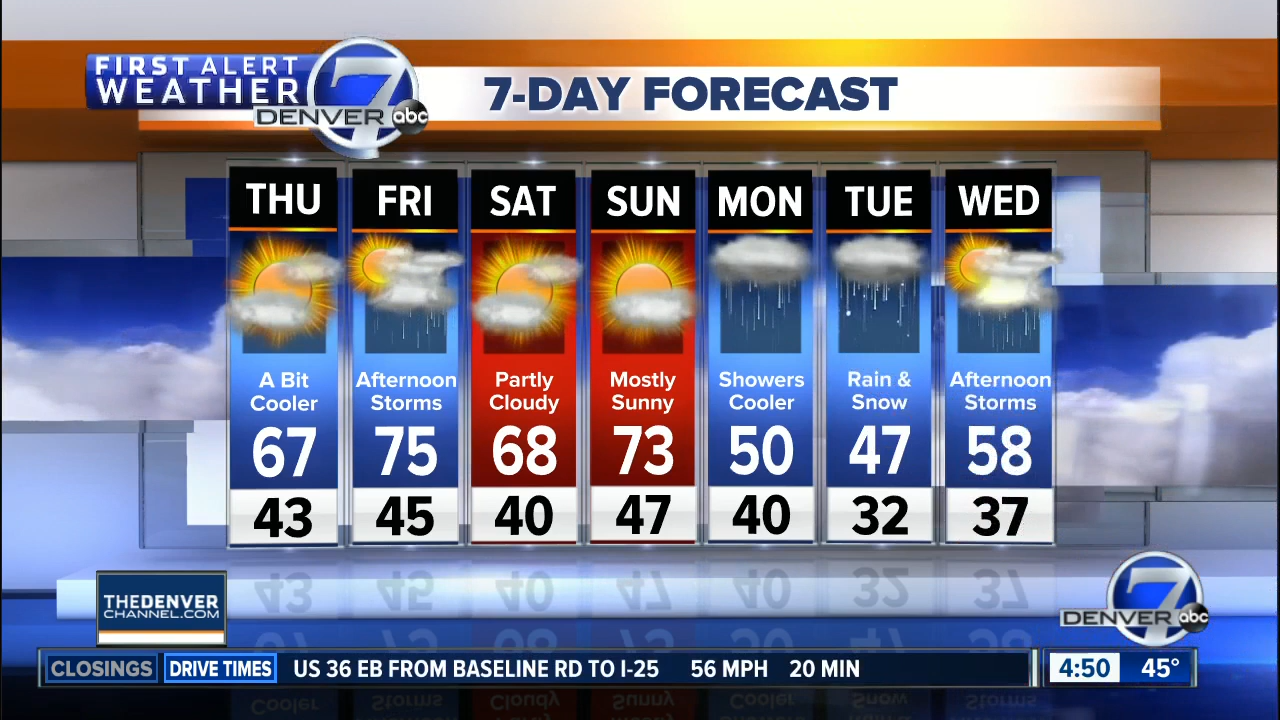 FIRST ALERT
WEATHER
7
DENVER abc
7-DAY FORECAST
THU FRI SAT SUN MON TUE WED
A Bit Afternoon Partly Mostly Showers Rain & Afternoon
Cooler Storms Cloudy Sunny Cooler Snow Storms
67 75 68 73 50 47 58
43 45 40 47 40 32 37
THEDENVER
CHANNEL.COM
7
DENVER abc
CLOSINGS DRIVE TIMES US 36 EB FROM BASELINE RD TO I-25 56 MPH 20 MIN 4:50 45°